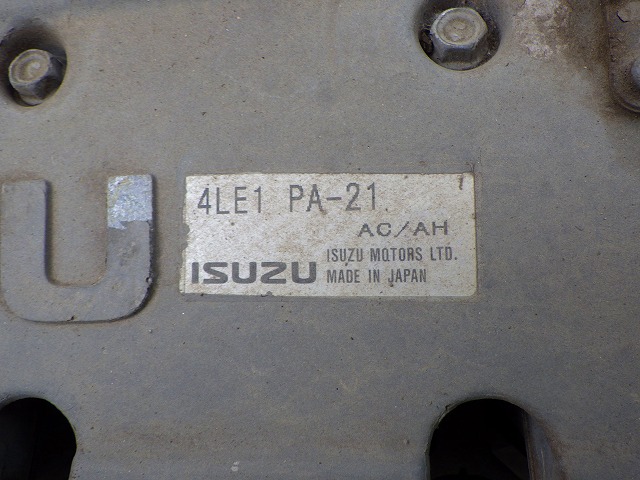 4LE1 PA-21
AC/AH
ISUZU MOTORS LTD.
ISUZU MADE IN JAPAN
U